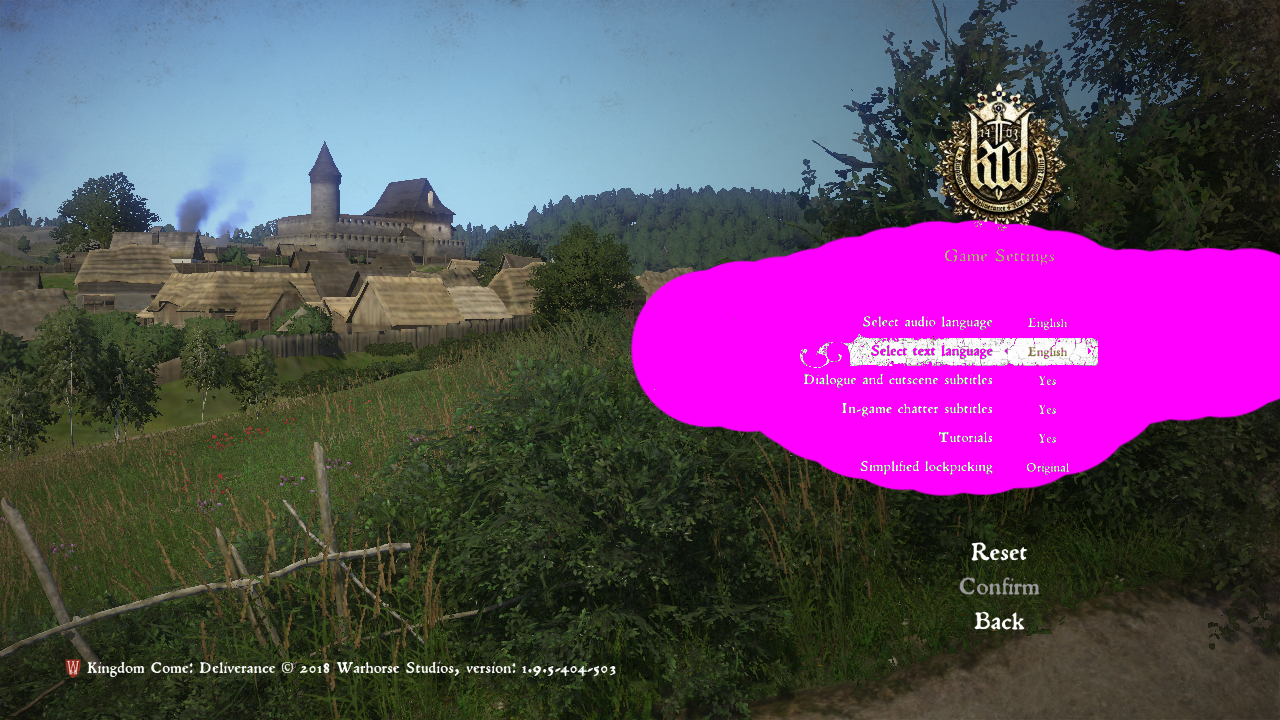 1403
kcd
Game Settings
Select audio language English
Select text language English
Dialogue and cutscene subtitles Yes
In-game chatter subtitles Yes
Tutorials Yes
Simplified lockpicking Original
Reset
Confirm
Back
W Kingdom Come: Deliverance © 2018 Warhorse Studios, version: 1.9.5-404-503